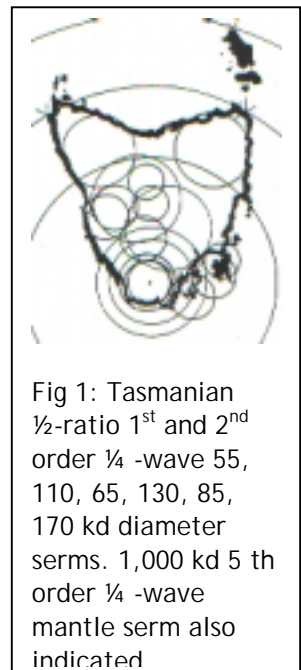 Fig 1: Tasmanian
½-ratio 1st and 2nd
order ¼ -wave 55,
110, 65, 130, 85,
170 kd diameter
serms. 1,000 kd 5 th
order ¼ -wave
mantle serm also
indicated